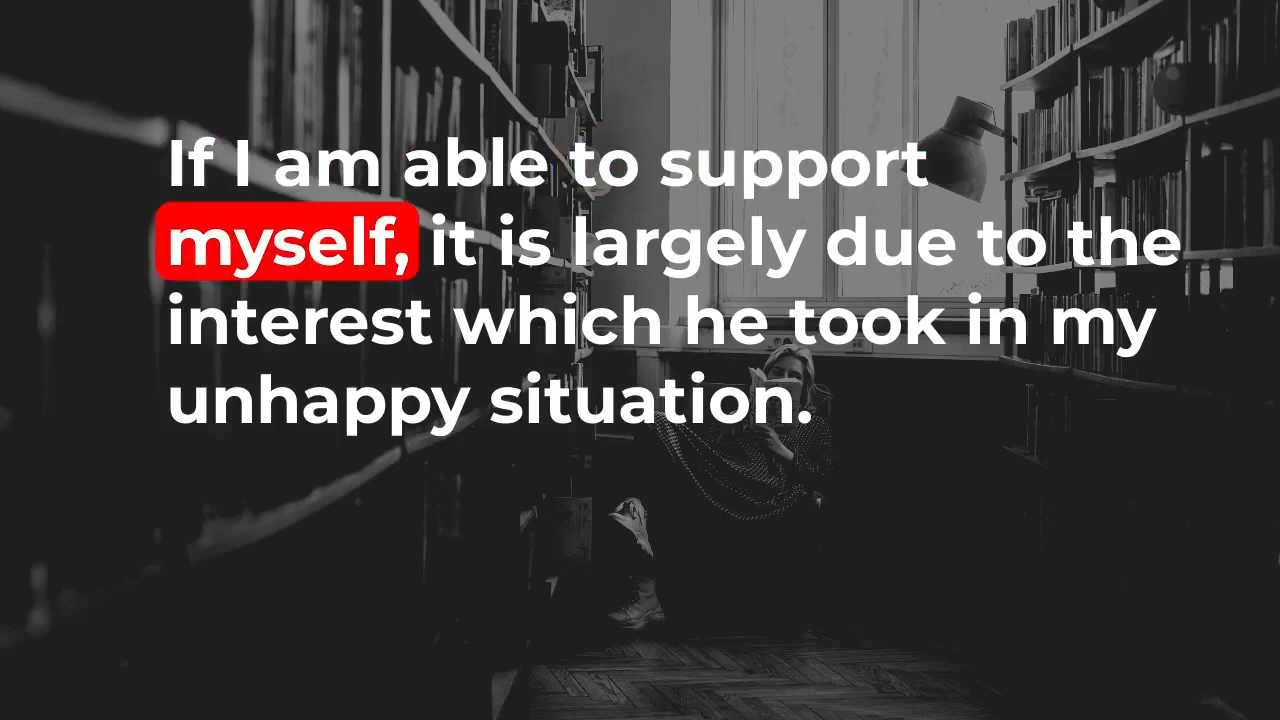 If I am able to support
myself, it is largely due to the
interest which he took in my
unhappy situation.